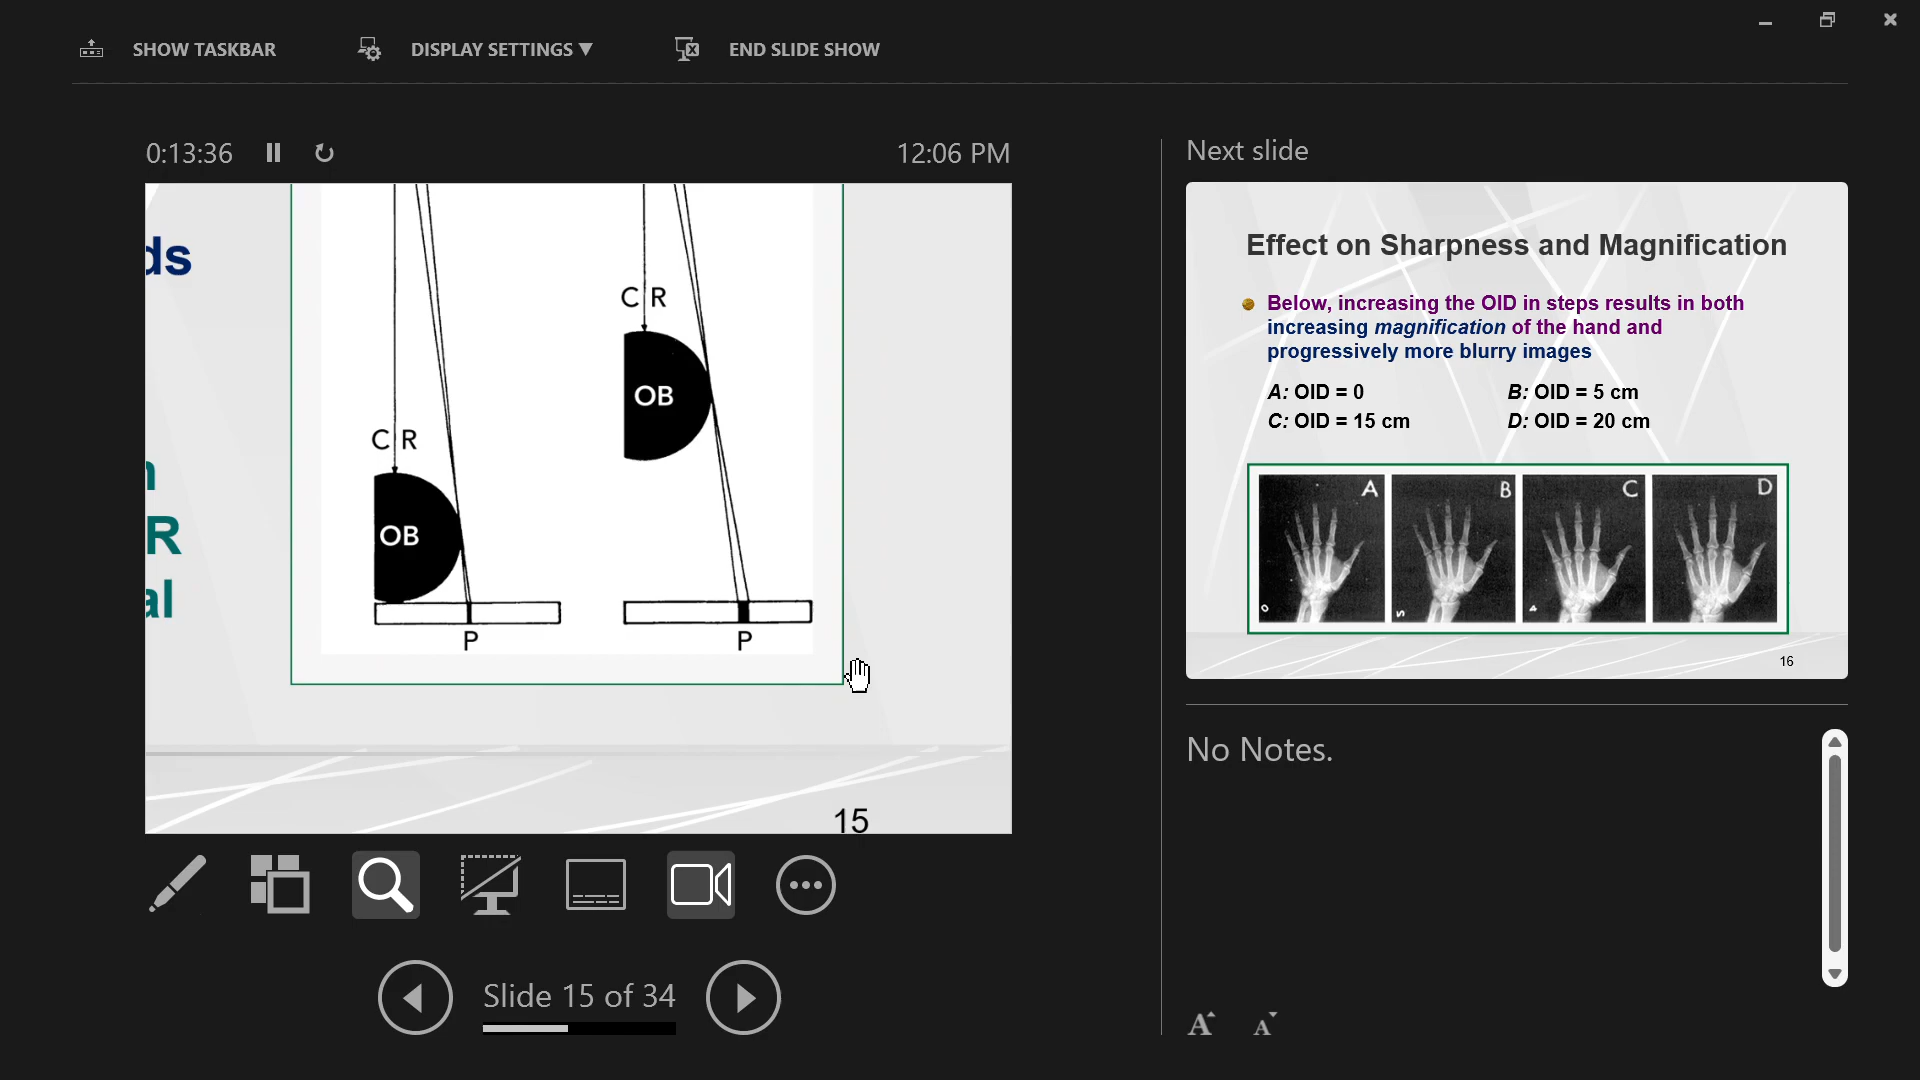 SHOW TASKBAR
DISPLAY SETTINGS ▼
END SLIDE SHOW
0:13:36
12:06 PM
ds
R
al
C R
OB
P
C R
OB
P
15
Slide 15 of 34
Next slide
Effect on Sharpness and Magnification
Below, increasing the OID in steps results in both
increasing magnification of the hand and
progressively more blurry images
A: OID = 0
B: OID = 5 cm
C: OID = 15 cm
D: OID = 20 cm
A
B
C
D
16
No Notes.
A
A